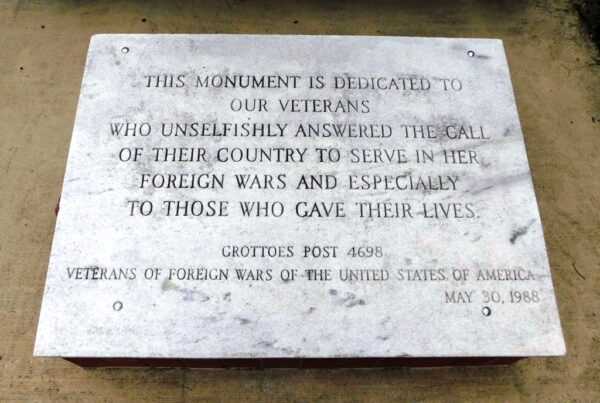 THIS MONUMENT IS DEDICATED TO
OUR VETERANS
WHO UNSELFISHLY ANSWERED THE CALL
OF THEIR COUNTRY TO SERVE IN HER
FOREIGN WARS AND ESPECIALLY
TO THOSE WHO GAVE THEIR LIVES.
GROTTOES POST 4698
VETERANS OF FOREIGN WARS OF THE UNITED STATES OF AMERICA
MAY 30, 1988